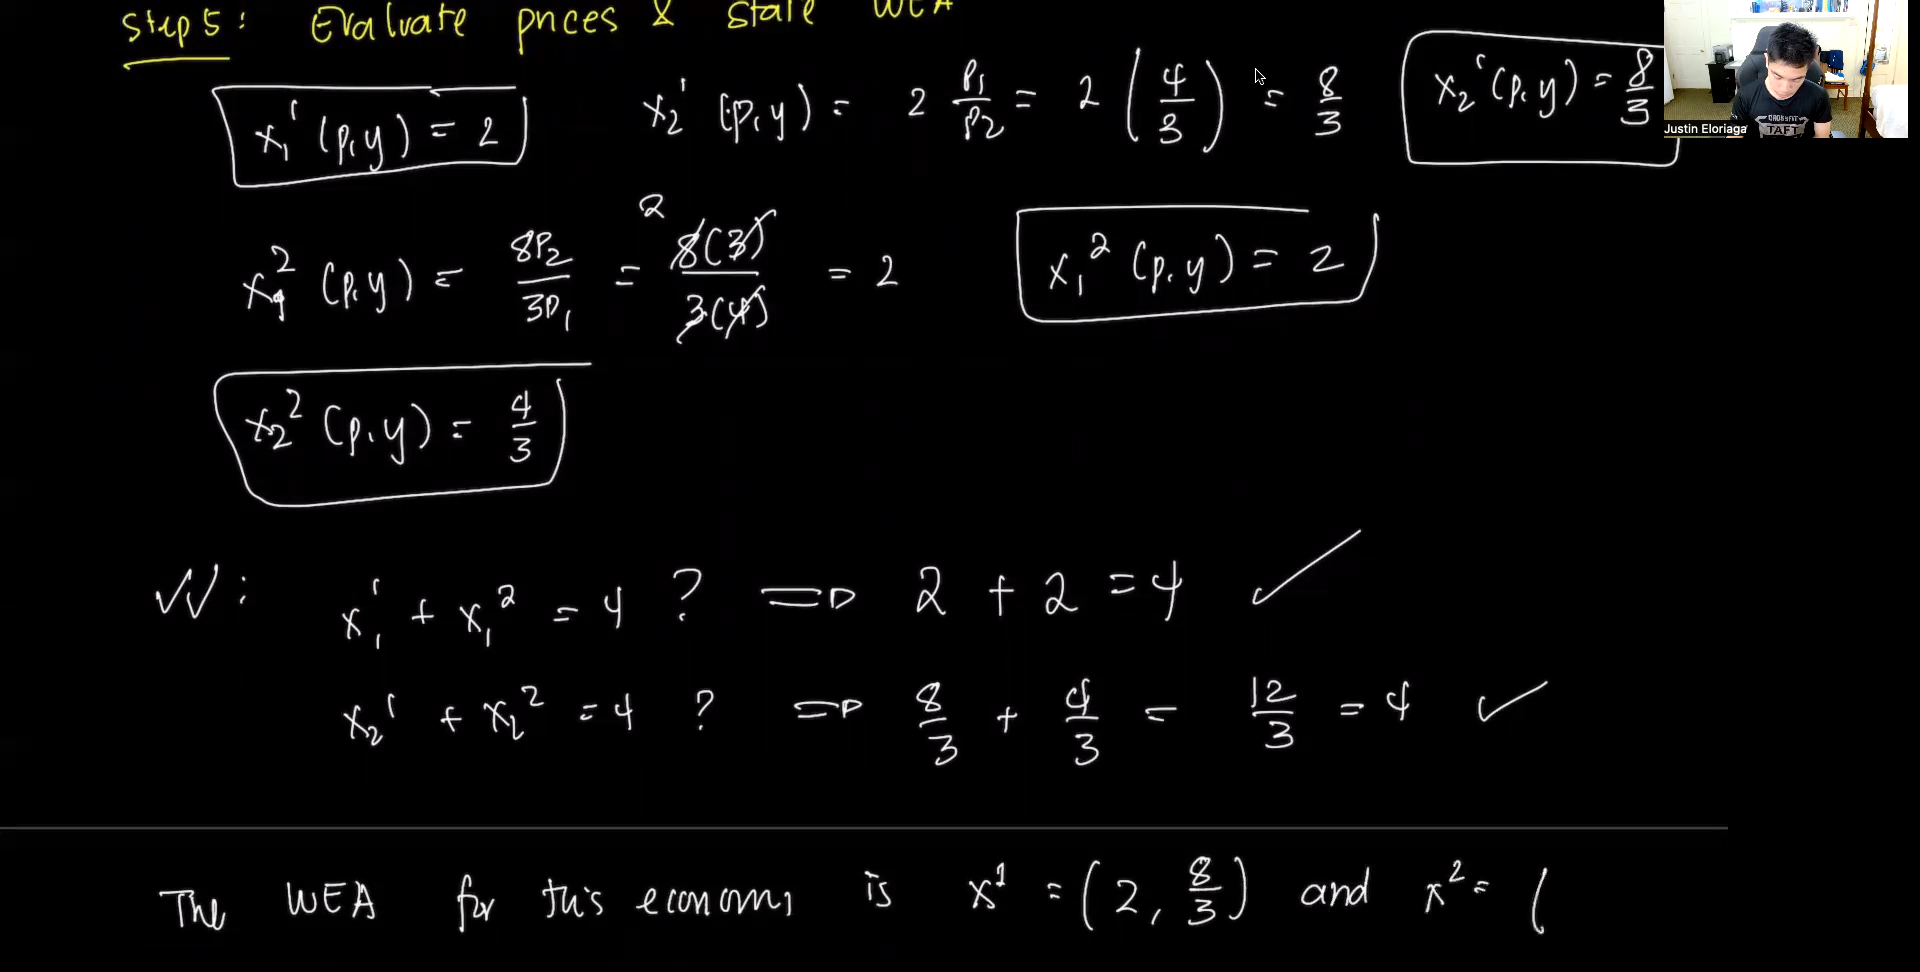 Step 5: Evaluate prices & state WEA
x₁¹ (p,y) = 2
x₂¹ (p,y) = 2 P₁/P₂ = 2 (4/3) = 8/3
x₂¹ (p,y) = 8/3
x₁² (p,y) = 8P₂/3P₁ = 8(3)/3(4) = 2
2
x₁² (p,y) = 2
x₂² (p,y) = 4/3
VV: x₁¹ + x₁² = 4 ? ⇒ 2 + 2 = 4 ✓
x₂¹ + x₂² = 4 ? ⇒ 8/3 + 4/3 = 12/3 = 4 ✓
The WEA for this economy is x¹ = (2, 8/3) and x² = (
Justin Eloriaga
CROSSFIT
TAFT